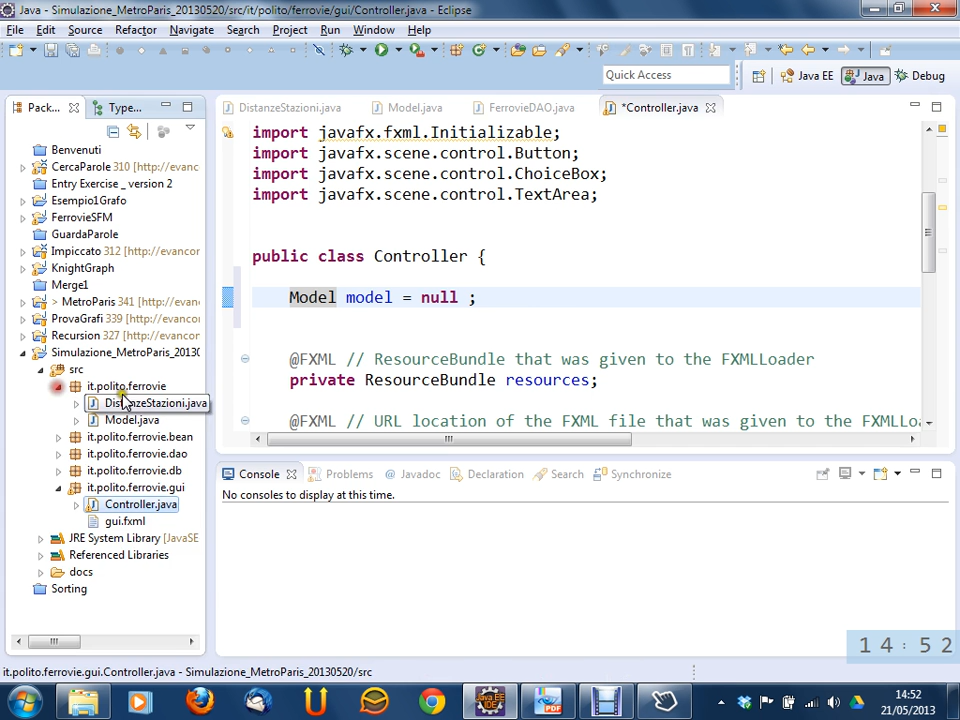 Java - Simulazione_MetroParis_20130520/src/it/polito/ferrovie/gui/Controller.java - Eclipse
File Edit Source Refactor Navigate Search Project Run Window Help
Quick Access
Java EE Java Debug
Pack... Type...
DistanzeStazioni.java Model.java FerrovieDAO.java *Controller.java
Benvenuti
CercaParole 310 [http://evanc
Entry Exercise _ version 2
Esempio1Grafo
FerrovieSFM
GuardaParole
Impiccato 312 [http://evancor
KnightGraph
Merge1
> MetroParis 341 [http://evanc
ProvaGrafi 339 [http://evanco
Recursion 327 [http://evancor
Simulazione_MetroParis_2013
src
it.polito.ferrovie
DistanzeStazioni.java
Model.java
it.polito.ferrovie.bean
it.polito.ferrovie.dao
it.polito.ferrovie.db
it.polito.ferrovie.gui
Controller.java
gui.fxml
JRE System Library [JavaSE
Referenced Libraries
docs
Sorting
import javafx.fxml.Initializable;
import javafx.scene.control.Button;
import javafx.scene.control.ChoiceBox;
import javafx.scene.control.TextArea;
public class Controller {
Model model = null ;
@FXML // ResourceBundle that was given to the FXMLLoader
private ResourceBundle resources;
@FXML // URL location of the FXML file that was given to the FXMLLo
Console Problems Javadoc Declaration Search Synchronize
No consoles to display at this time.
14:52
it.polito.ferrovie.gui.Controller.java - Simulazione_MetroParis_20130520/src
14:52
21/05/2013